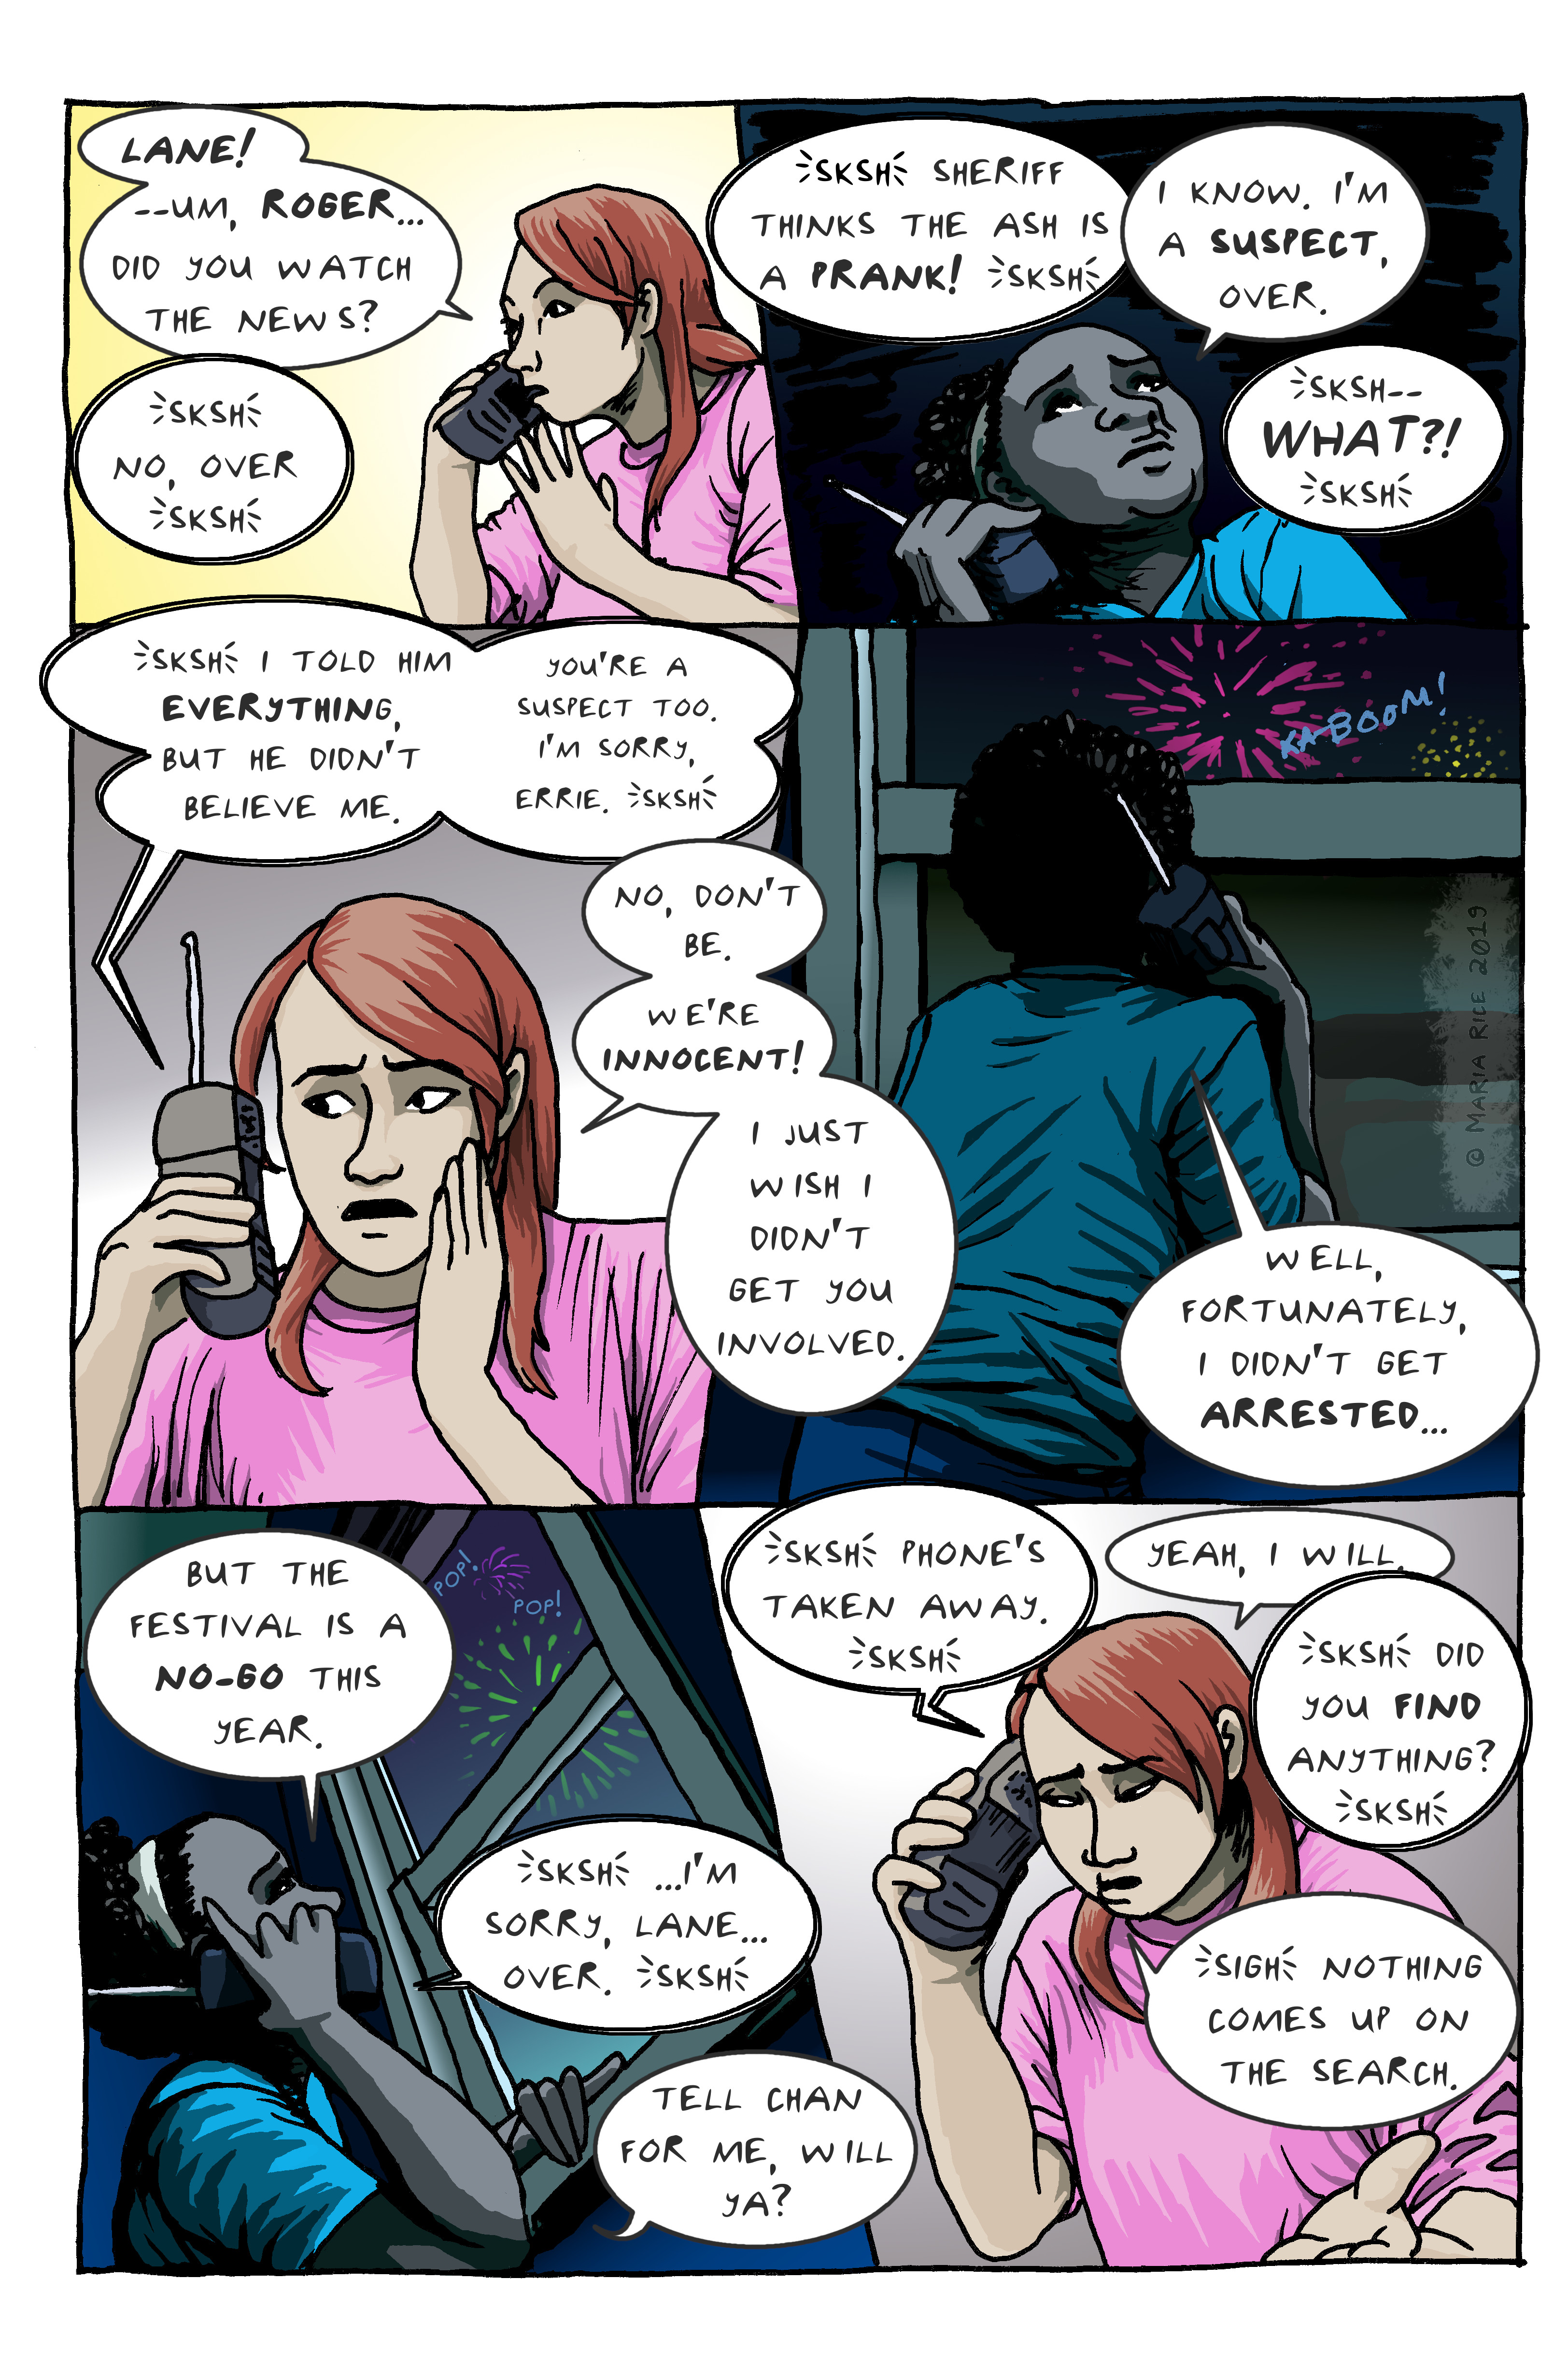 LANE!
--UM, ROGER...
DID YOU WATCH
THE NEWS?
SKSH
NO, OVER
SKSH
SKSH SHERIFF
THINKS THE ASH IS
A PRANK! SKSH
I KNOW. I'M
A SUSPECT,
OVER.
SKSH--
WHAT?!
SKSH
SKSH I TOLD HIM
EVERYTHING,
BUT HE DIDN'T
BELIEVE ME.
YOU'RE A
SUSPECT TOO.
I'M SORRY,
ERRIE. SKSH
NO, DON'T
BE.
WE'RE
INNOCENT!
I JUST
WISH I
DIDN'T
GET YOU
INVOLVED.
KA-BOOM!
WELL,
FORTUNATELY,
I DIDN'T GET
ARRESTED...
© MARIA RICE 2019
BUT THE
FESTIVAL IS A
NO-GO THIS
YEAR.
POP!
POP!
SKSH ...I'M
SORRY, LANE...
OVER. SKSH
TELL CHAN
FOR ME, WILL
YA?
SKSH PHONE'S
TAKEN AWAY.
SKSH
YEAH, I WILL.
SKSH DID
YOU FIND
ANYTHING?
SKSH
SIGH NOTHING
COMES UP ON
THE SEARCH.